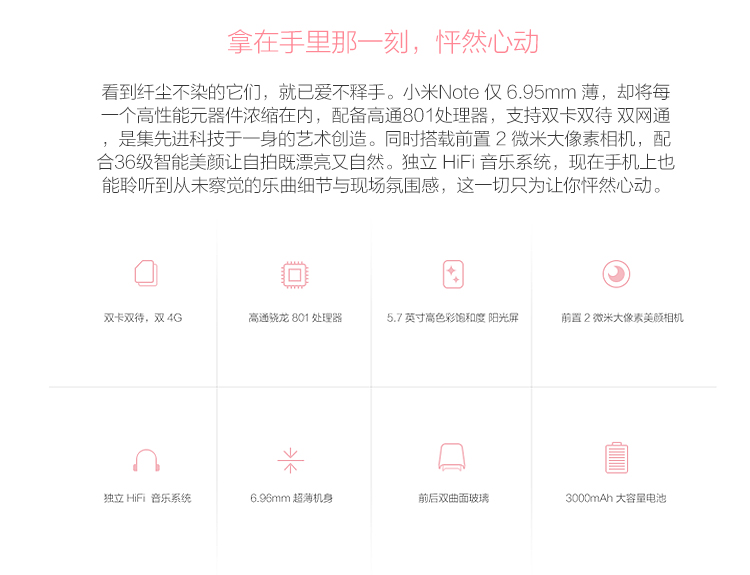 拿在手里那一刻，怦然心动
看到纤尘不染的它们，就已爱不释手。小米Note 仅 6.95mm 薄，却将每
一个高性能元器件浓缩在内，配备高通801处理器，支持双卡双待 双网通
，是集先进科技于一身的艺术创造。同时搭载前置 2 微米大像素相机，配
合36级智能美颜让自拍既漂亮又自然。独立 HiFi 音乐系统，现在手机上也
能聆听到从未察觉的乐曲细节与现场氛围感，这一切只为让你怦然心动。
双卡双待，双 4G
高通骁龙 801 处理器
5.7 英寸高色彩饱和度 阳光屏
前置 2 微米大像素美颜相机
独立 HiFi 音乐系统
6.96mm 超薄机身
前后双曲面玻璃
3000mAh 大容量电池